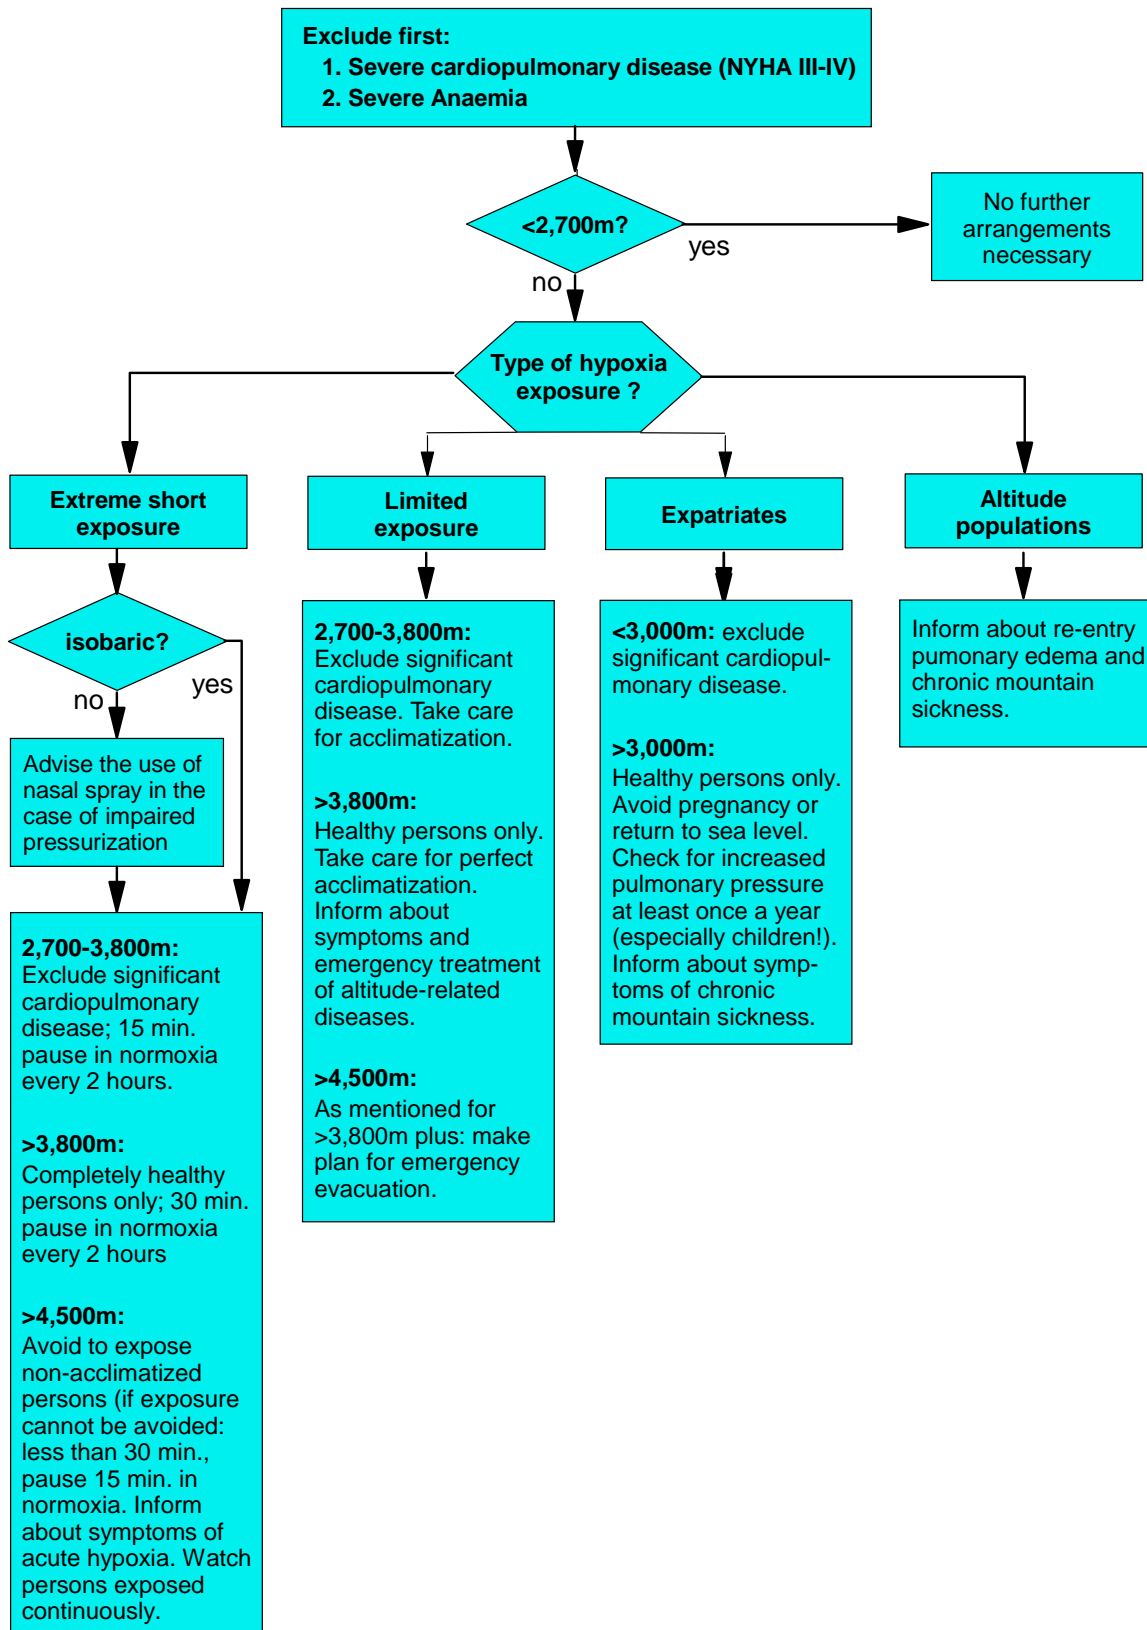 Exclude first:
1. Severe cardiopulmonary disease (NYHA III-IV)
2. Severe Anaemia
<2,700m?
yes
No further
arrangements
necessary
no
Type of hypoxia
exposure ?
Extreme short
exposure
Limited
exposure
Expatriates
Altitude
populations
isobaric?
no
yes
Advise the use of
nasal spray in the
case of impaired
pressurization
2,700-3,800m:
Exclude significant
cardiopulmonary
disease; 15 min.
pause in normoxia
every 2 hours.
>3,800m:
Completely healthy
persons only; 30 min.
pause in normoxia
every 2 hours
>4,500m:
Avoid to expose
non-acclimatized
persons (if exposure
cannot be avoided:
less than 30 min.,
pause 15 min. in
normoxia. Inform
about symptoms of
acute hypoxia. Watch
persons exposed
continuously.
2,700-3,800m:
Exclude significant
cardiopulmonary
disease. Take care
for acclimatization.
>3,800m:
Healthy persons only.
Take care for perfect
acclimatization.
Inform about
symptoms and
emergency treatment
of altitude-related
diseases.
>4,500m:
As mentioned for
>3,800m plus: make
plan for emergency
evacuation.
<3,000m: exclude
significant cardiopul-
monary disease.
>3,000m:
Healthy persons only.
Avoid pregnancy or
return to sea level.
Check for increased
pulmonary pressure
at least once a year
(especially children!).
Inform about symp-
toms of chronic
mountain sickness.
Inform about re-entry
pumonary edema and
chronic mountain
sickness.